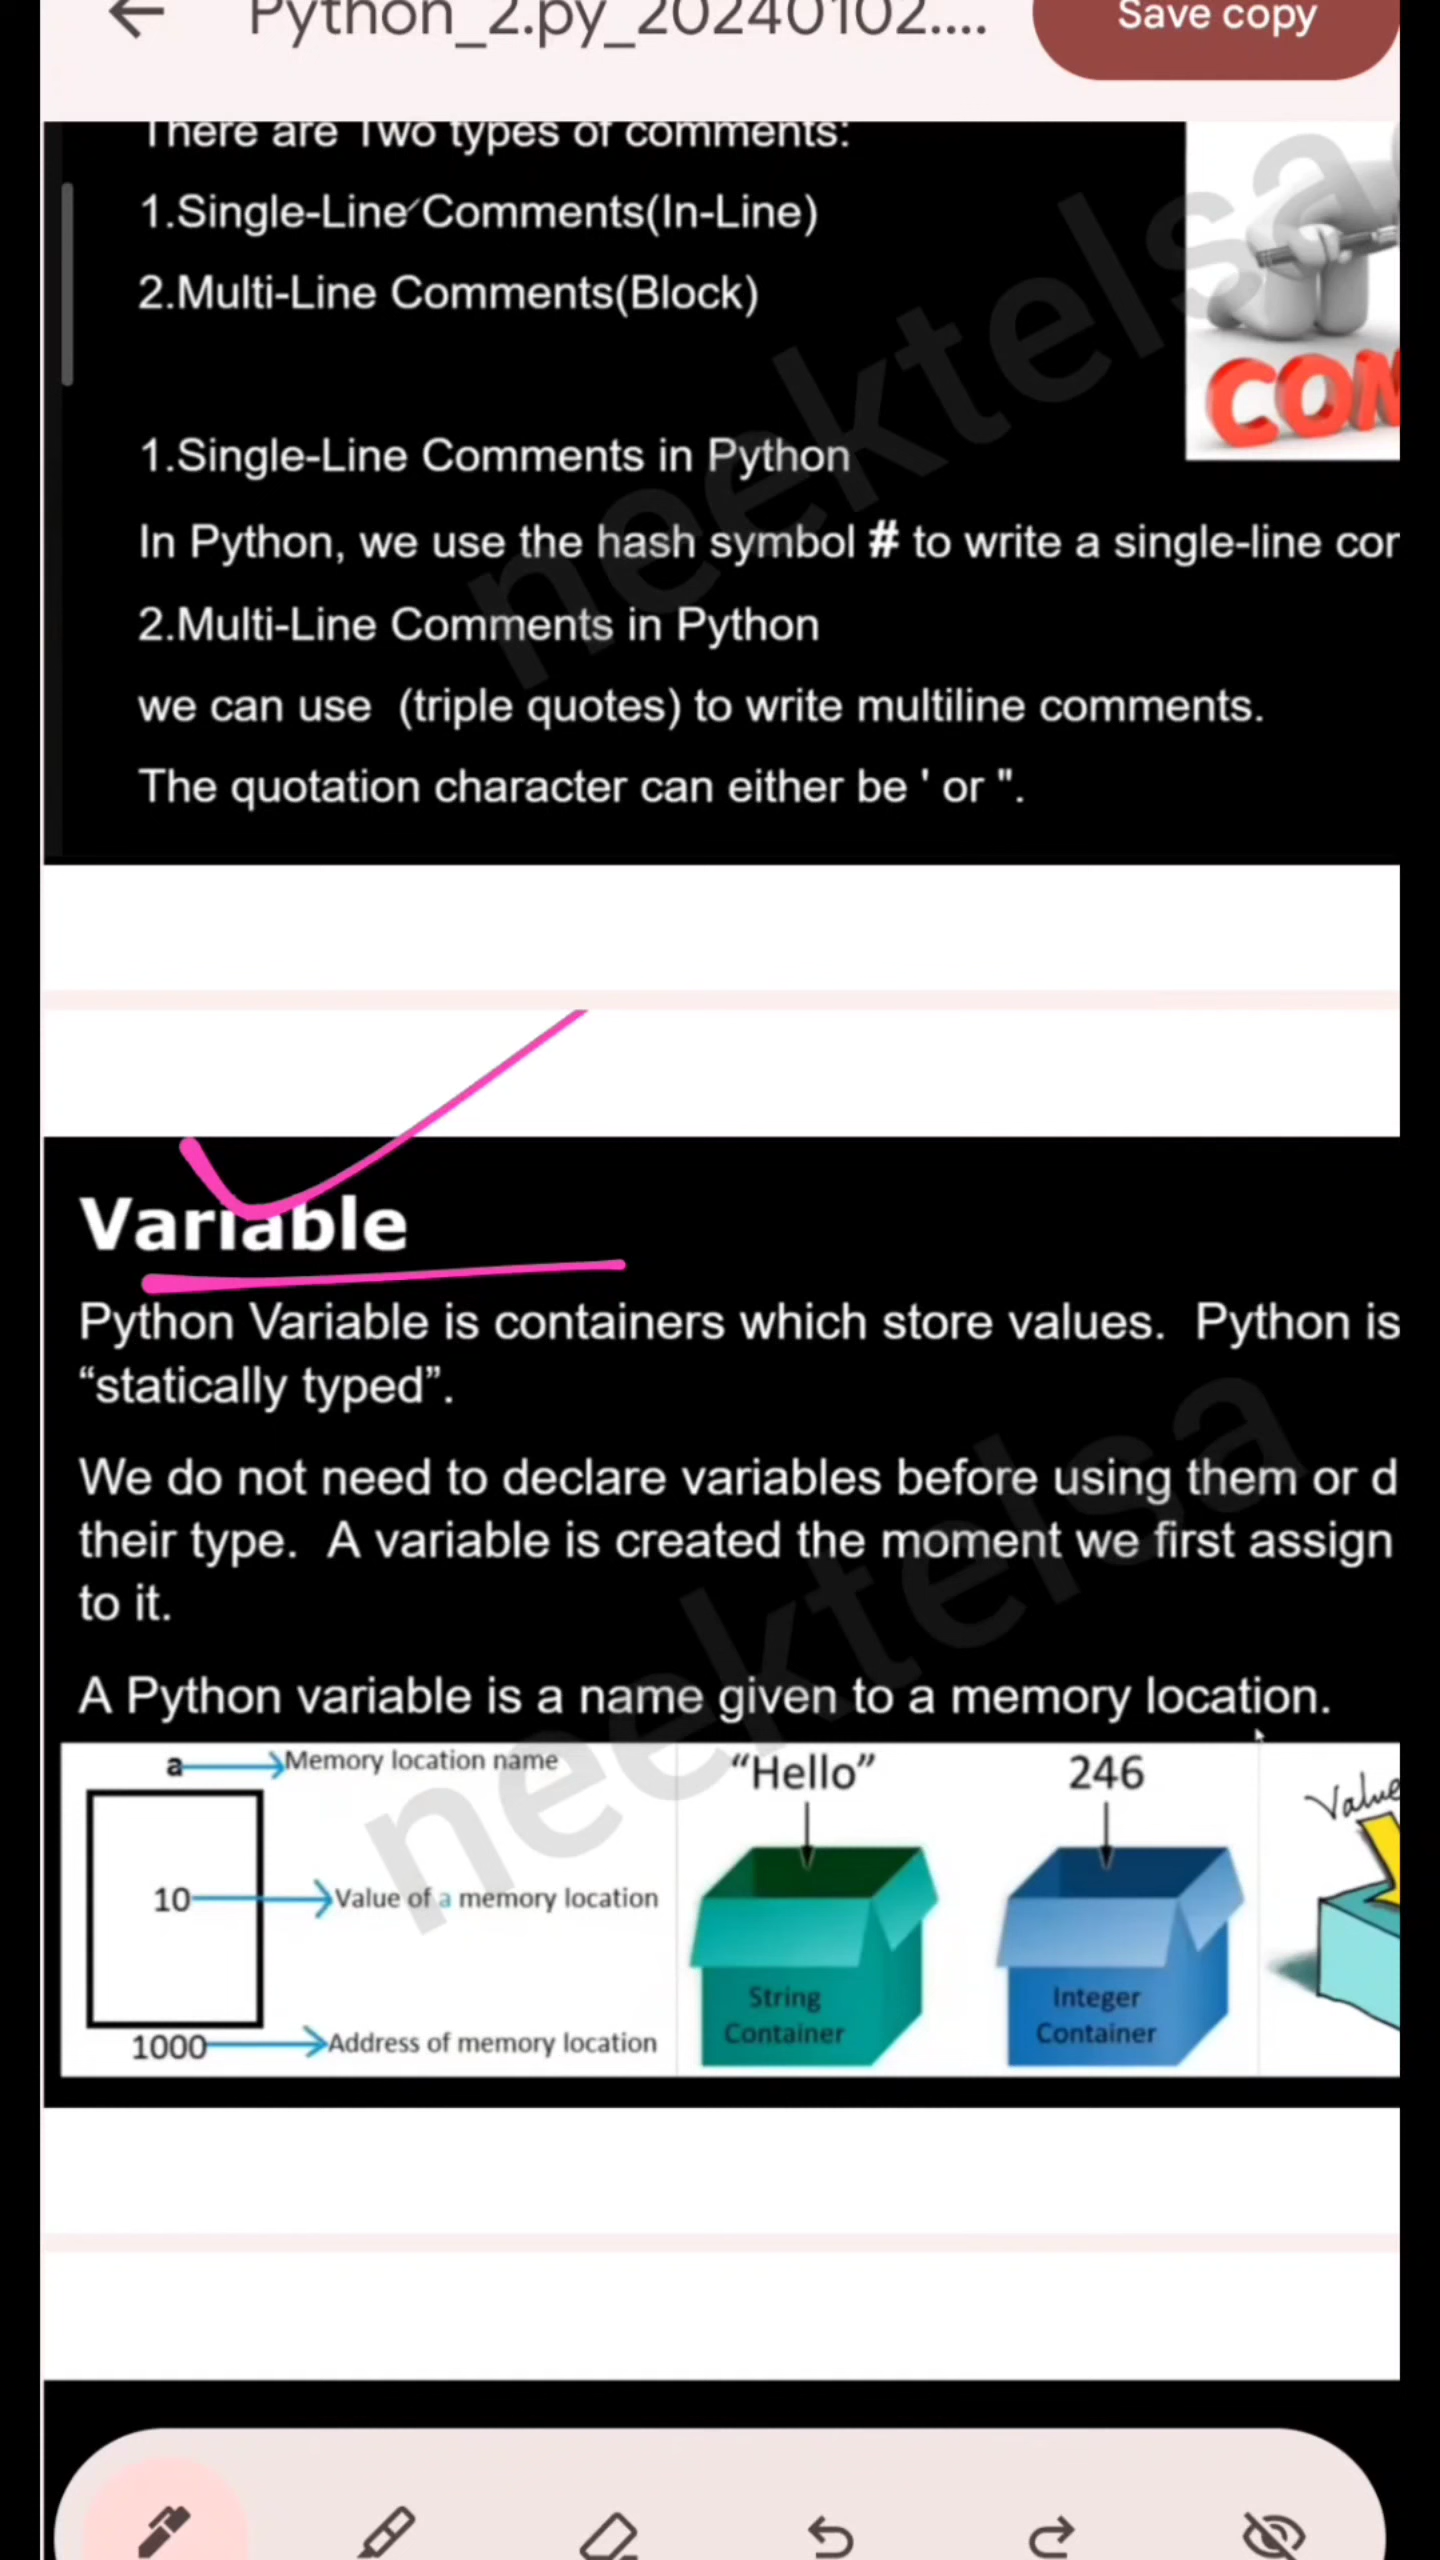 Python_2.py_20240102....
Save copy
There are Two types of comments:
1.Single-Line Comments(In-Line)
2.Multi-Line Comments(Block)
COM
1.Single-Line Comments in Python
In Python, we use the hash symbol # to write a single-line cor
2.Multi-Line Comments in Python
we can use (triple quotes) to write multiline comments.
The quotation character can either be ' or ".
neektelsa
Variable
Python Variable is containers which store values. Python is
“statically typed”.
We do not need to declare variables before using them or d
their type. A variable is created the moment we first assign
to it.
A Python variable is a name given to a memory location.
a Memory location name
“Hello” 246
Value
10 Value of a memory location
String
Container
Integer
Container
1000 Address of memory location
neektelsa